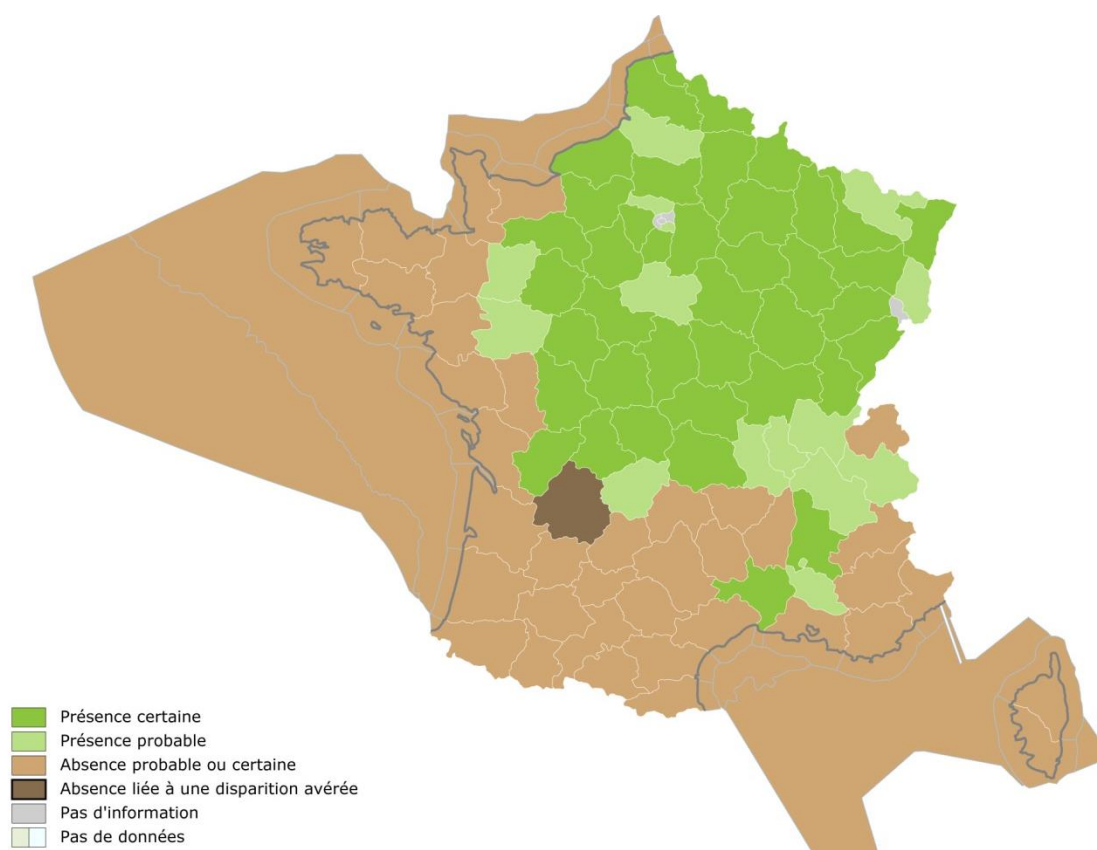 Présence certaine
Présence probable
Absence probable ou certaine
Absence liée à une disparition avérée
Pas d'information
Pas de données